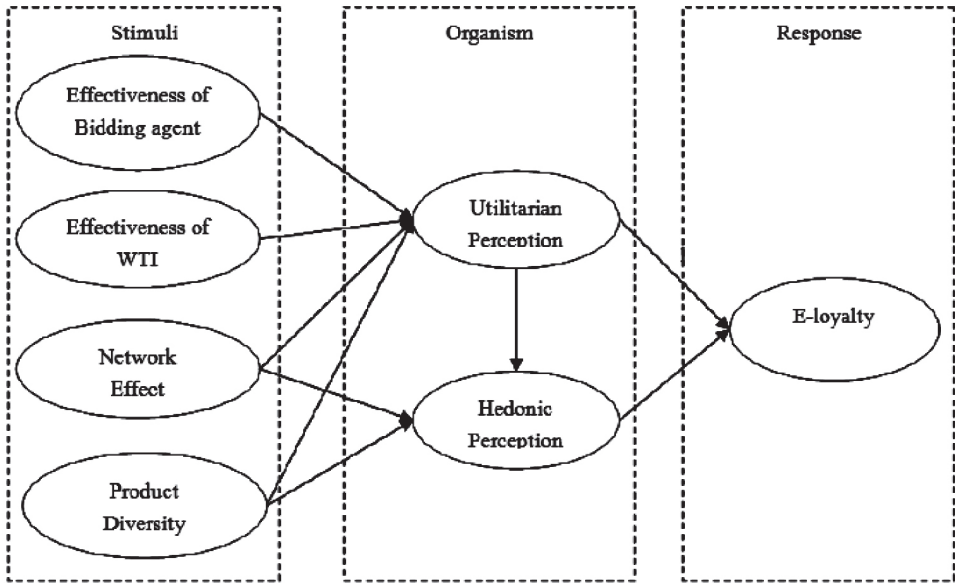 Stimuli
Effectiveness of
Bidding agent
Effectiveness of
WTI
Network
Effect
Product
Diversity
Organism
Utilitarian
Perception
Hedonic
Perception
Response
E-loyalty